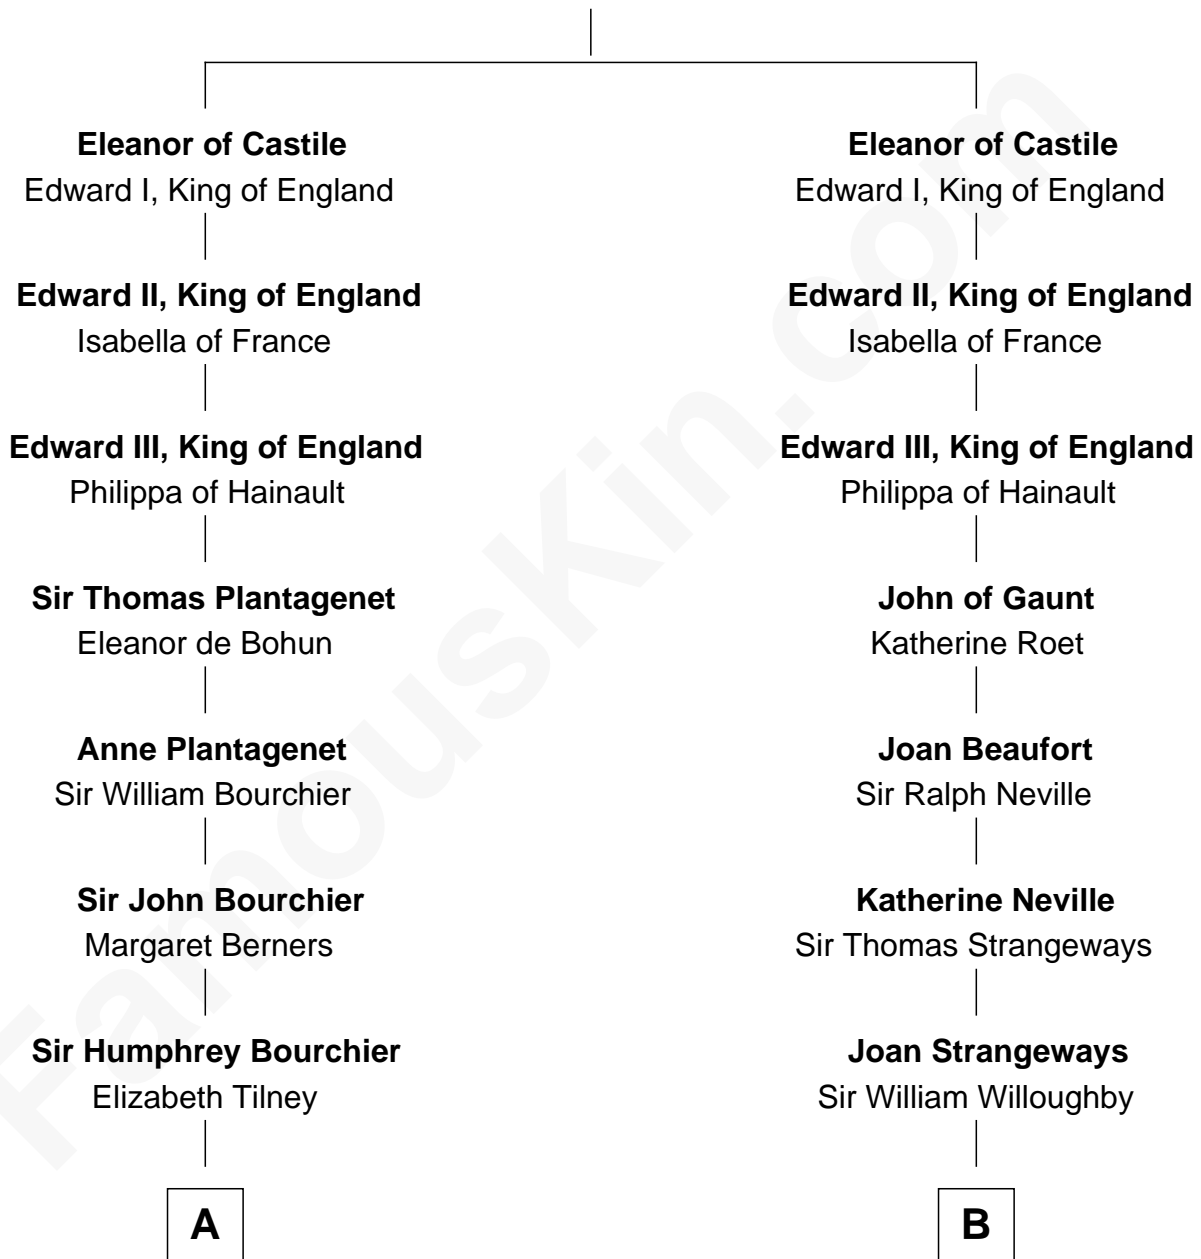 Eleanor of Castile
Edward I, King of England
Edward II, King of England
Isabella of France
Edward III, King of England
Philippa of Hainault
Sir Thomas Plantagenet
Eleanor de Bohun
Anne Plantagenet
Sir William Bourchier
Sir John Bourchier
Margaret Berners
Sir Humphrey Bourchier
Elizabeth Tilney
A
Eleanor of Castile
Edward I, King of England
Edward II, King of England
Isabella of France
Edward III, King of England
Philippa of Hainault
John of Gaunt
Katherine Roet
Joan Beaufort
Sir Ralph Neville
Katherine Neville
Sir Thomas Strangeways
Joan Strangeways
Sir William Willoughby
B
FamousKin.com